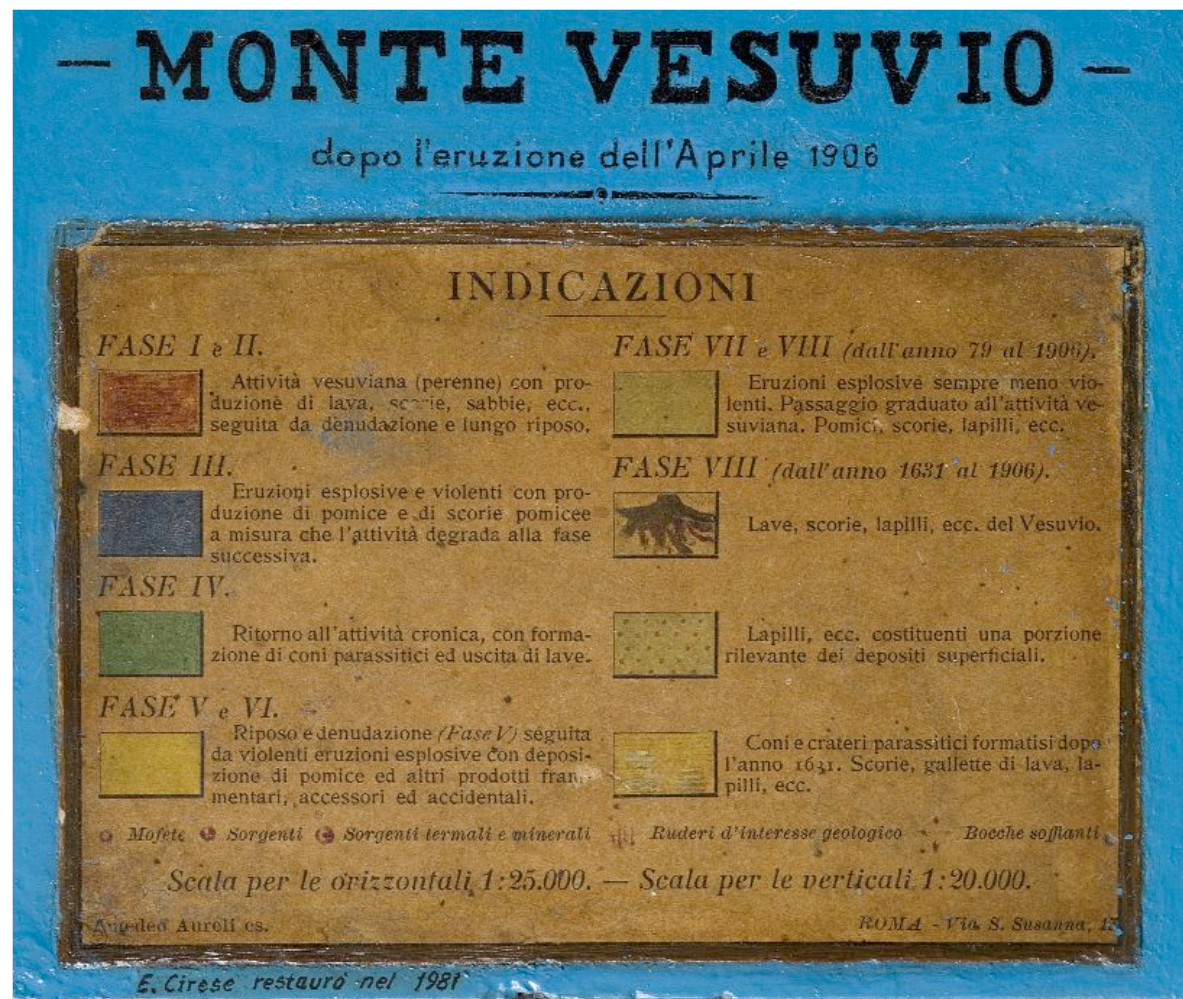 — MONTE VESUVIO —
dopo l'eruzione dell'Aprile 1906
INDICAZIONI
FASE I e II.
Attività vesuviana (perenne) con pro-
duzione di lava, scorie, sabbie, ecc.,
seguita da denudazione e lungo riposo.
FASE III.
Eruzioni esplosive e violenti con pro-
duzione di pomice e di scorie pomicee
a misura che l'attività degrada alla fase
successiva.
FASE IV.
Ritorno all'attività cronica, con forma-
zione di coni parassitici ed uscita di lave.
FASE V e VI.
Riposo e denudazione (Fase V) seguita
da violenti eruzioni esplosive con deposi-
zione di pomice ed altri prodotti fram-
mentari, accessori ed accidentali.
FASE VII e VIII (dall'anno 79 al 1906).
Eruzioni esplosive sempre meno vio-
lenti. Passaggio graduato all'attività ve-
suviana. Pomici, scorie, lapilli, ecc.
FASE VIII (dall'anno 1631 al 1906).
Lave, scorie, lapilli, ecc. del Vesuvio.
Lapilli, ecc. costituenti una porzione
rilevante dei depositi superficiali.
Coni e crateri parassitici formatisi dopo
l'anno 1631. Scorie, gallette di lava, la-
pilli, ecc.
Mofete Sorgenti Sorgenti termali e minerali Ruderi d'interesse geologico Bocche soffianti
Scala per le orizzontali 1:25.000. — Scala per le verticali 1:20.000.
Amedeo Aureli es. ROMA - Via S. Susanna,
E. Cirese restaurò nel 1981